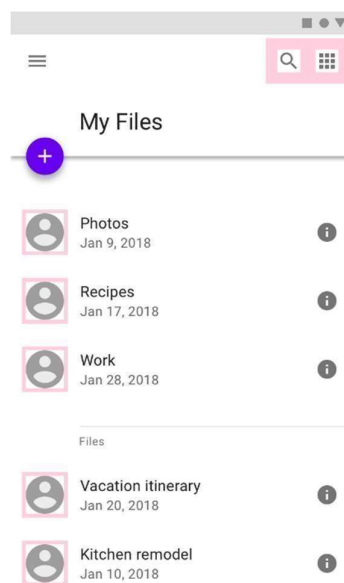 My Files
Photos
Jan 9, 2018
Recipes
Jan 17, 2018
Work
Jan 28, 2018
Files
Vacation itinerary
Jan 20, 2018
Kitchen remodel
Jan 10, 2018